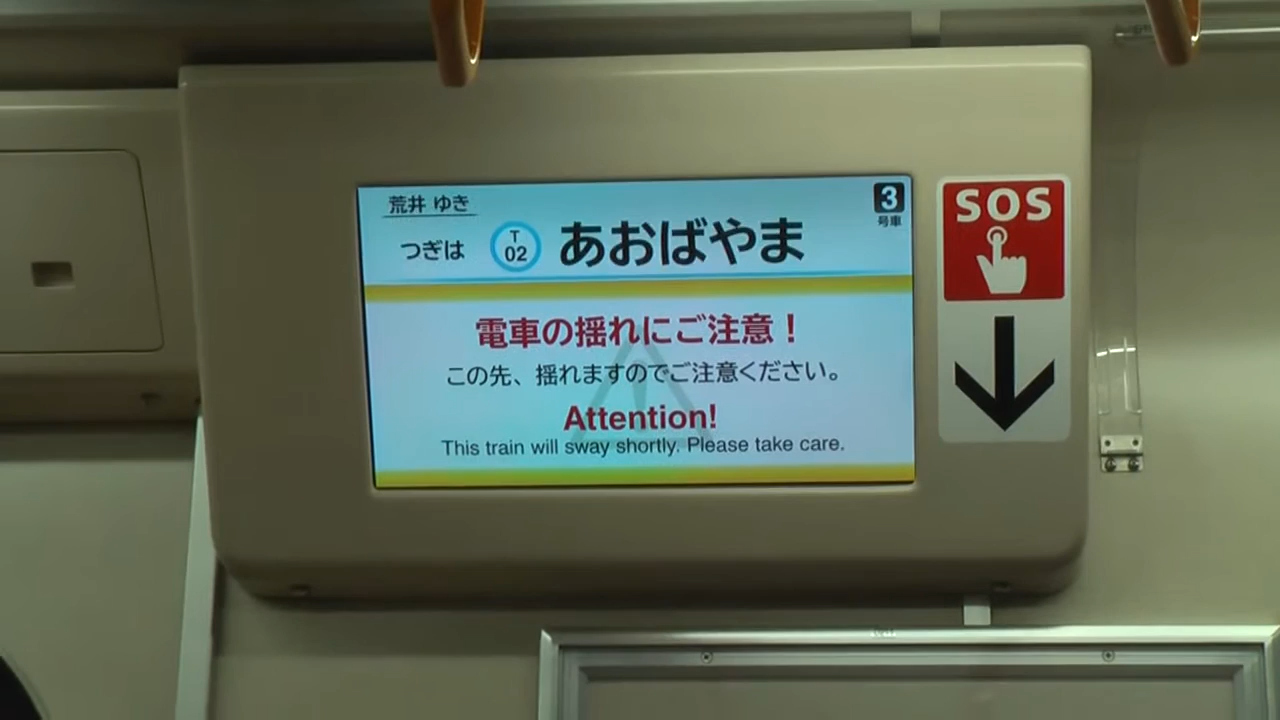 荒井 ゆき
つぎは T 02 あおばやま
3 号車
電車の揺れにご注意！
この先、揺れますのでご注意ください。
Attention!
This train will sway shortly. Please take care.
SOS